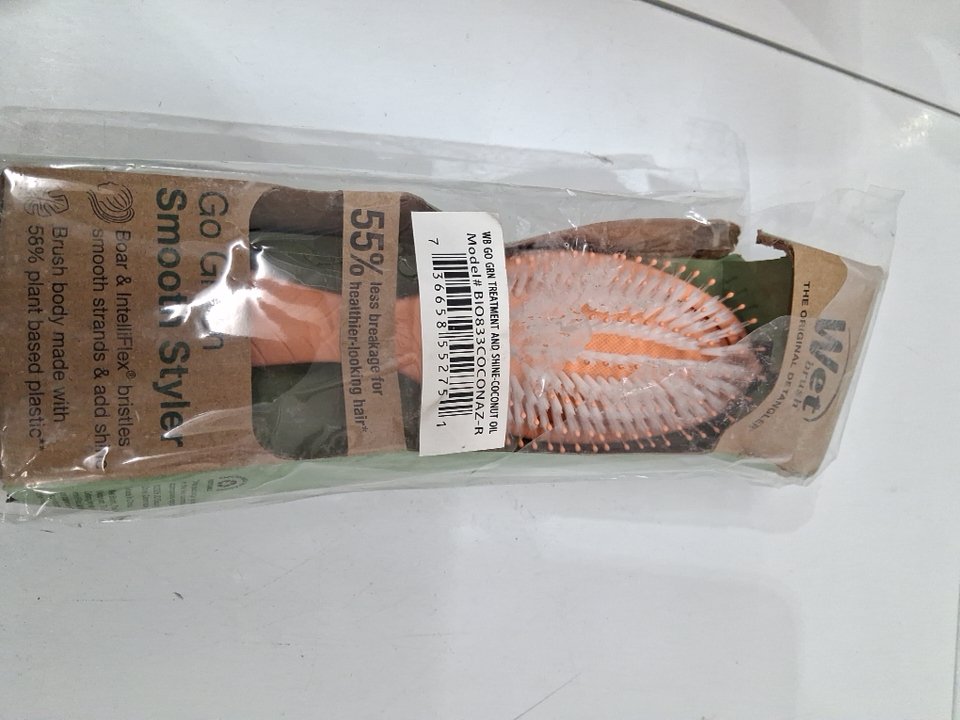 THE ORIGINAL DETANGLER
Wet
brush
WB GO GRN TREATMENT AND SHINE-COCONUT OIL
Model# BIO833COCONAZ-R
7 36658 55275 1
55% less breakage for
healthier-looking hair*
Go
Smooth Styler
Boar & IntelliFlex® bristles
smooth strands & add
Brush body made with
58% plant based plastic**